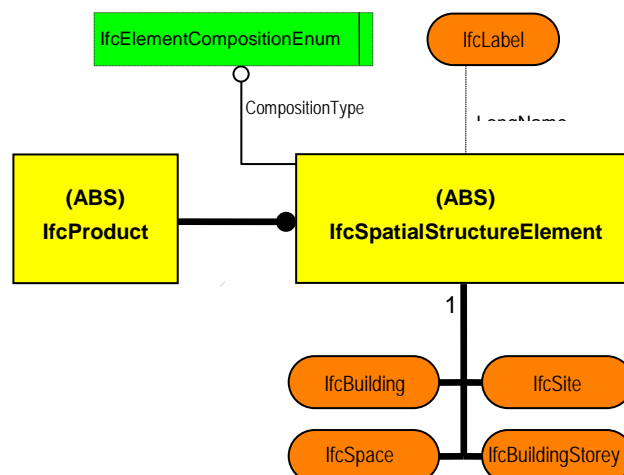 IfcElementCompositionEnum
IfcLabel
CompositionType
(ABS)
IfcProduct
(ABS)
IfcSpatialStructureElement
1
IfcBuilding
IfcSite
IfcSpace
IfcBuildingStorey